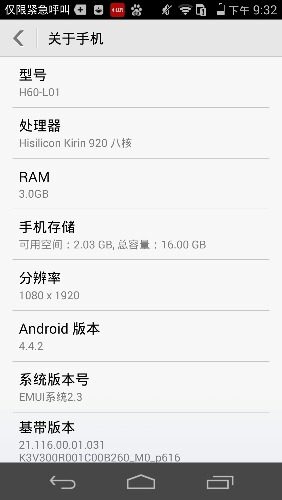 仅限紧急呼叫 下午 9:32
关于手机
型号
H60-L01
处理器
Hisilicon Kirin 920 八核
RAM
3.0GB
手机存储
可用空间：2.03 GB, 总容量：16.00 GB
分辨率
1080 x 1920
Android 版本
4.4.2
系统版本号
EMUI系统2.3
基带版本
21.116.00.01.031
K3V300R001C00B260_M0_p616